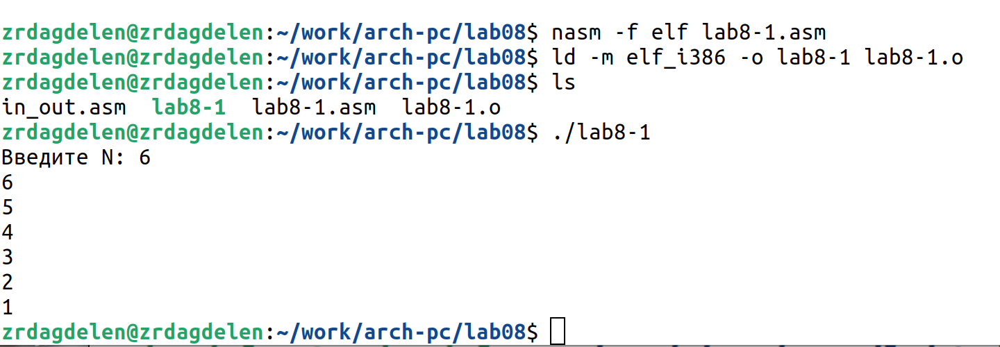 zrdagdelen@zrdagdelen:~/work/arch-pc/lab08$ nasm -f elf lab8-1.asm
zrdagdelen@zrdagdelen:~/work/arch-pc/lab08$ ld -m elf_i386 -o lab8-1 lab8-1.o
zrdagdelen@zrdagdelen:~/work/arch-pc/lab08$ ls
in_out.asm  lab8-1  lab8-1.asm  lab8-1.o
zrdagdelen@zrdagdelen:~/work/arch-pc/lab08$ ./lab8-1
Введите N: 6
6
5
4
3
2
1
zrdagdelen@zrdagdelen:~/work/arch-pc/lab08$